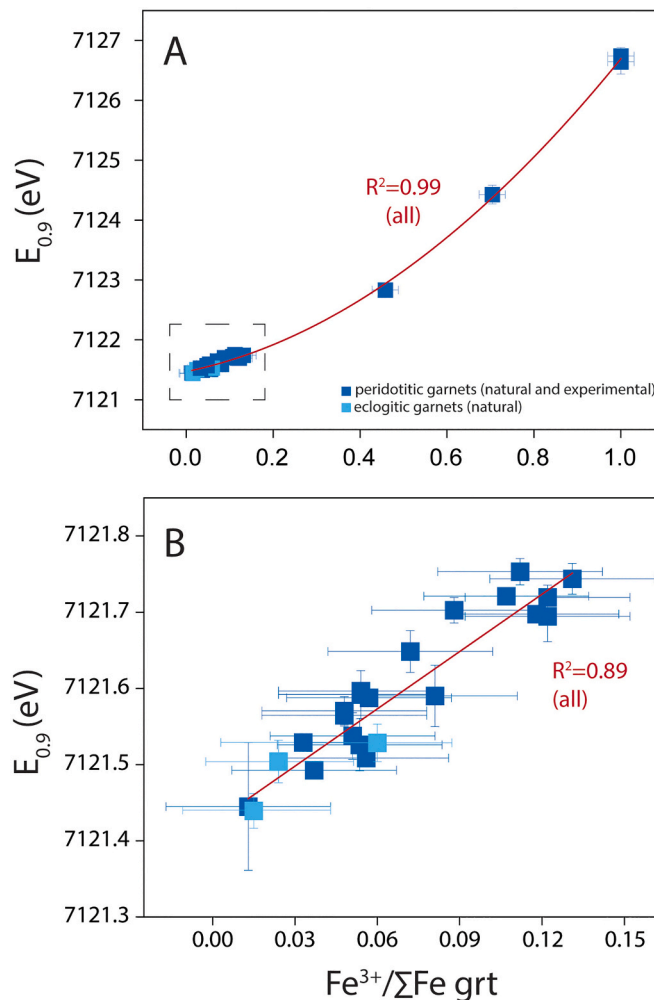 A
7127
7126
7125
7124
7123
7122
7121
E0.9 (eV)
R2=0.99
(all)
peridotitic garnets (natural and experimental)
eclogitic garnets (natural)
0.0 0.2 0.4 0.6 0.8 1.0
B
7121.8
7121.7
7121.6
7121.5
7121.4
7121.3
E0.9 (eV)
R2=0.89
(all)
0.00 0.03 0.06 0.09 0.12 0.15
Fe3+/∑Fe grt